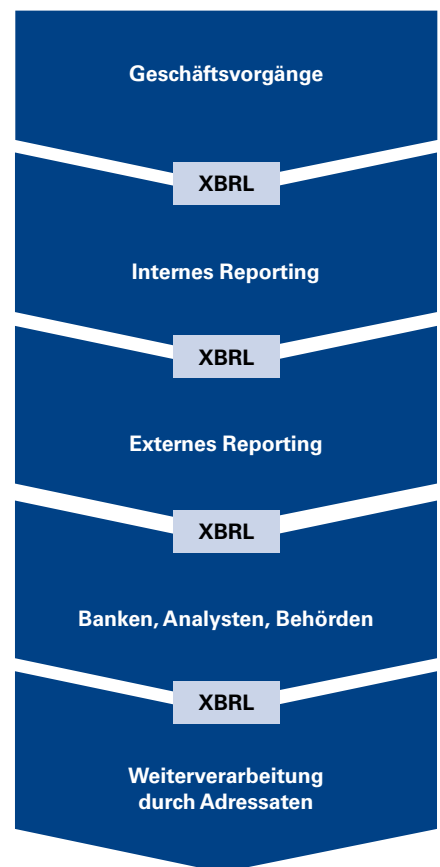 Geschäftsvorgänge
XBRL
Internes Reporting
XBRL
Externes Reporting
XBRL
Banken, Analysten, Behörden
XBRL
Weiterverarbeitung
durch Adressaten